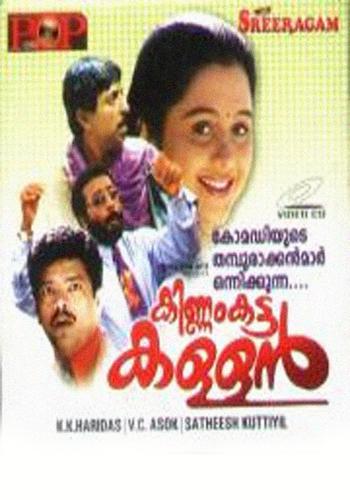 POP
SREERAGAM
VIDEO CD
കോമഡിയുടെ
തമ്പുരാക്കൻമാർ
ഒന്നിക്കുന്ന....
കിണ്ണംകട്ട
കള്ളൻ
K.K.HARIDAS | V.C. ASOK | SATHEESH KUTTIYIL